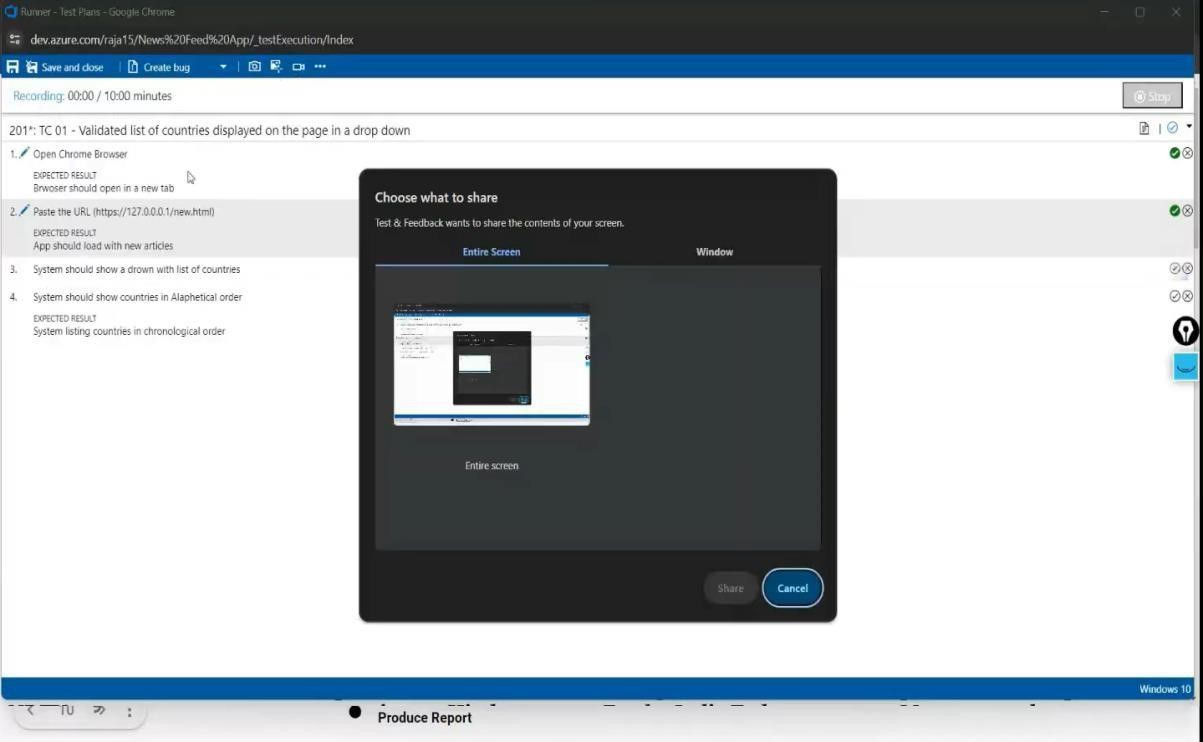 Runner - Test Plans - Google Chrome
dev.azure.com/raja15/News%20Feed%20App/_testExecution/Index
Save and close | Create bug
Recording: 00:00 / 10:00 minutes
Stop
201*: TC 01 - Validated list of countries displayed on the page in a drop down
1. Open Chrome Browser
EXPECTED RESULT
Brwoser should open in a new tab
2. Paste the URL (https://127.0.0.0.1/new.html)
EXPECTED RESULT
App should load with new articles
3. System should show a drown with list of countries
4. System should show countries in Alaphetical order
EXPECTED RESULT
System listing countries in chronological order
Choose what to share
Test & Feedback wants to share the contents of your screen.
Entire Screen
Window
Entire screen
Share
Cancel
Windows 10
Produce Report